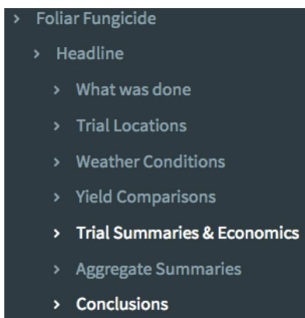 Foliar Fungicide
Headline
What was done
Trial Locations
Weather Conditions
Yield Comparisons
Trial Summaries & Economics
Aggregate Summaries
Conclusions